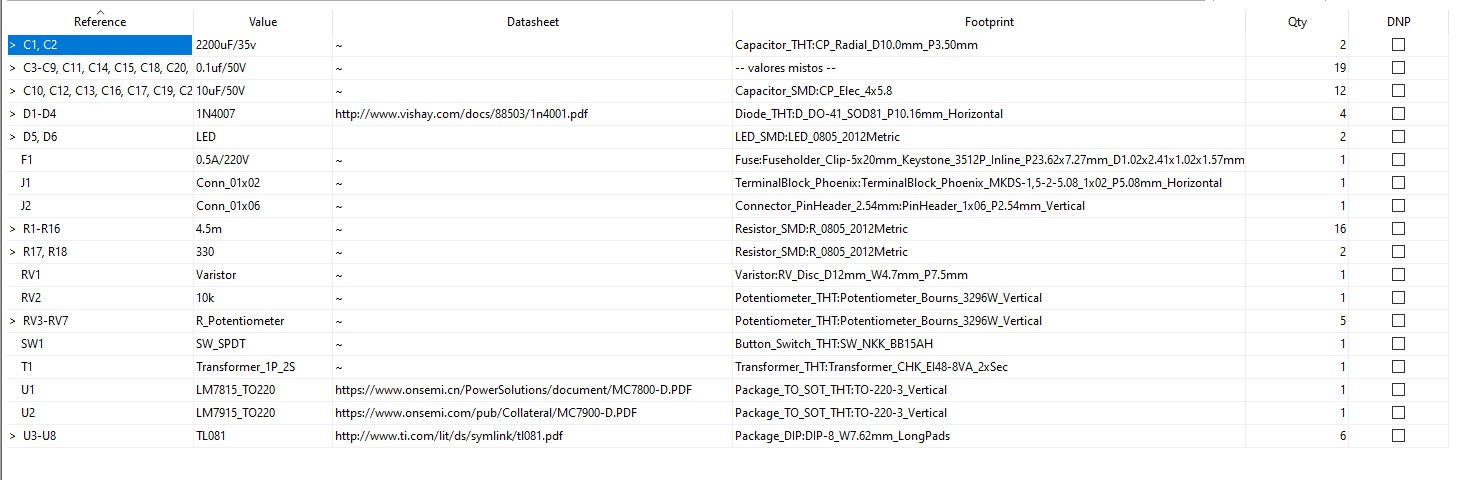 Reference Value Datasheet Footprint Qty DNP
> C1, C2 2200uF/35v ~ Capacitor_THT:CP_Radial_D10.0mm_P3.50mm 2
> C3-C9, C11, C14, C15, C18, C20, 0.1uf/50V ~ -- valores mistos -- 19
> C10, C12, C13, C16, C17, C19, C2 10uF/50V ~ Capacitor_SMD:CP_Elec_4x5.8 12
> D1-D4 1N4007 http://www.vishay.com/docs/88503/1n4001.pdf Diode_THT:D_DO-41_SOD81_P10.16mm_Horizontal 4
> D5, D6 LED ~ LED_SMD:LED_0805_2012Metric 2
F1 0.5A/220V ~ Fuse:Fuseholder_Clip-5x20mm_Keystone_3512P_Inline_P23.62x7.27mm_D1.02x2.41x1.02x1.57mm 1
J1 Conn_01x02 ~ TerminalBlock_Phoenix:TerminalBlock_Phoenix_MKDS-1,5-2-5.08_1x02_P5.08mm_Horizontal 1
J2 Conn_01x06 ~ Connector_PinHeader_2.54mm:PinHeader_1x06_P2.54mm_Vertical 1
> R1-R16 4.5m ~ Resistor_SMD:R_0805_2012Metric 16
> R17, R18 330 ~ Resistor_SMD:R_0805_2012Metric 2
RV1 Varistor ~ Varistor:RV_Disc_D12mm_W4.7mm_P7.5mm 1
RV2 10k ~ Potentiometer_THT:Potentiometer_Bourns_3296W_Vertical 1
> RV3-RV7 R_Potentiometer ~ Potentiometer_THT:Potentiometer_Bourns_3296W_Vertical 5
SW1 SW_SPDT ~ Button_Switch_THT:SW_NKK_BB15AH 1
T1 Transformer_1P_2S ~ Transformer_THT:Transformer_CHK_EI48-8VA_2xSec 1
U1 LM7815_TO220 https://www.onsemi.cn/PowerSolutions/document/MC7800-D.PDF Package_TO_SOT_THT:TO-220-3_Vertical 1
U2 LM7915_TO220 https://www.onsemi.com/pub/Collateral/MC7900-D.PDF Package_TO_SOT_THT:TO-220-3_Vertical 1
> U3-U8 TL081 http://www.ti.com/lit/ds/symlink/tl081.pdf Package_DIP:DIP-8_W7.62mm_LongPads 6